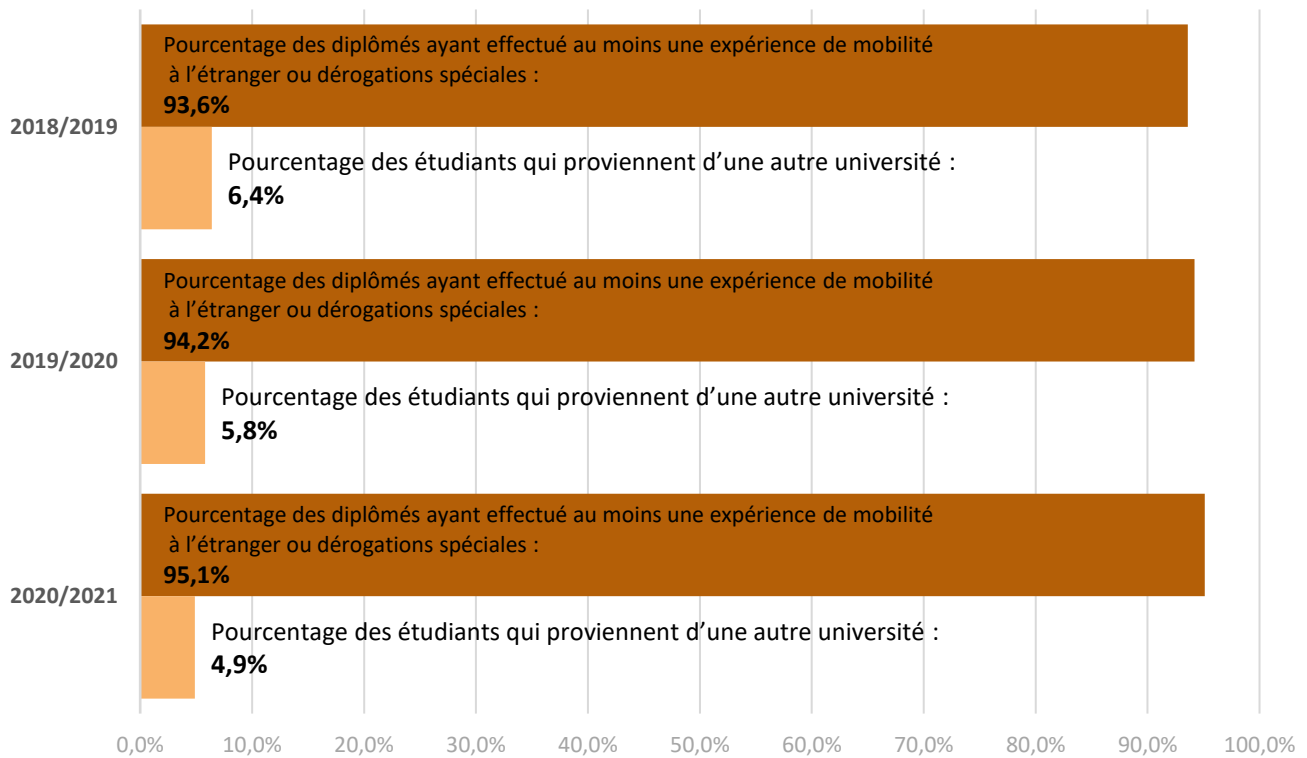 Pourcentage des diplômés ayant effectué au moins une expérience de mobilité
à l’étranger ou dérogations spéciales :
93,6%
2018/2019
Pourcentage des étudiants qui proviennent d’une autre université :
6,4%
Pourcentage des diplômés ayant effectué au moins une expérience de mobilité
à l’étranger ou dérogations spéciales :
94,2%
2019/2020
Pourcentage des étudiants qui proviennent d’une autre université :
5,8%
Pourcentage des diplômés ayant effectué au moins une expérience de mobilité
à l’étranger ou dérogations spéciales :
95,1%
2020/2021
Pourcentage des étudiants qui proviennent d’une autre université :
4,9%
0,0% 10,0% 20,0% 30,0% 40,0% 50,0% 60,0% 70,0% 80,0% 90,0% 100,0%